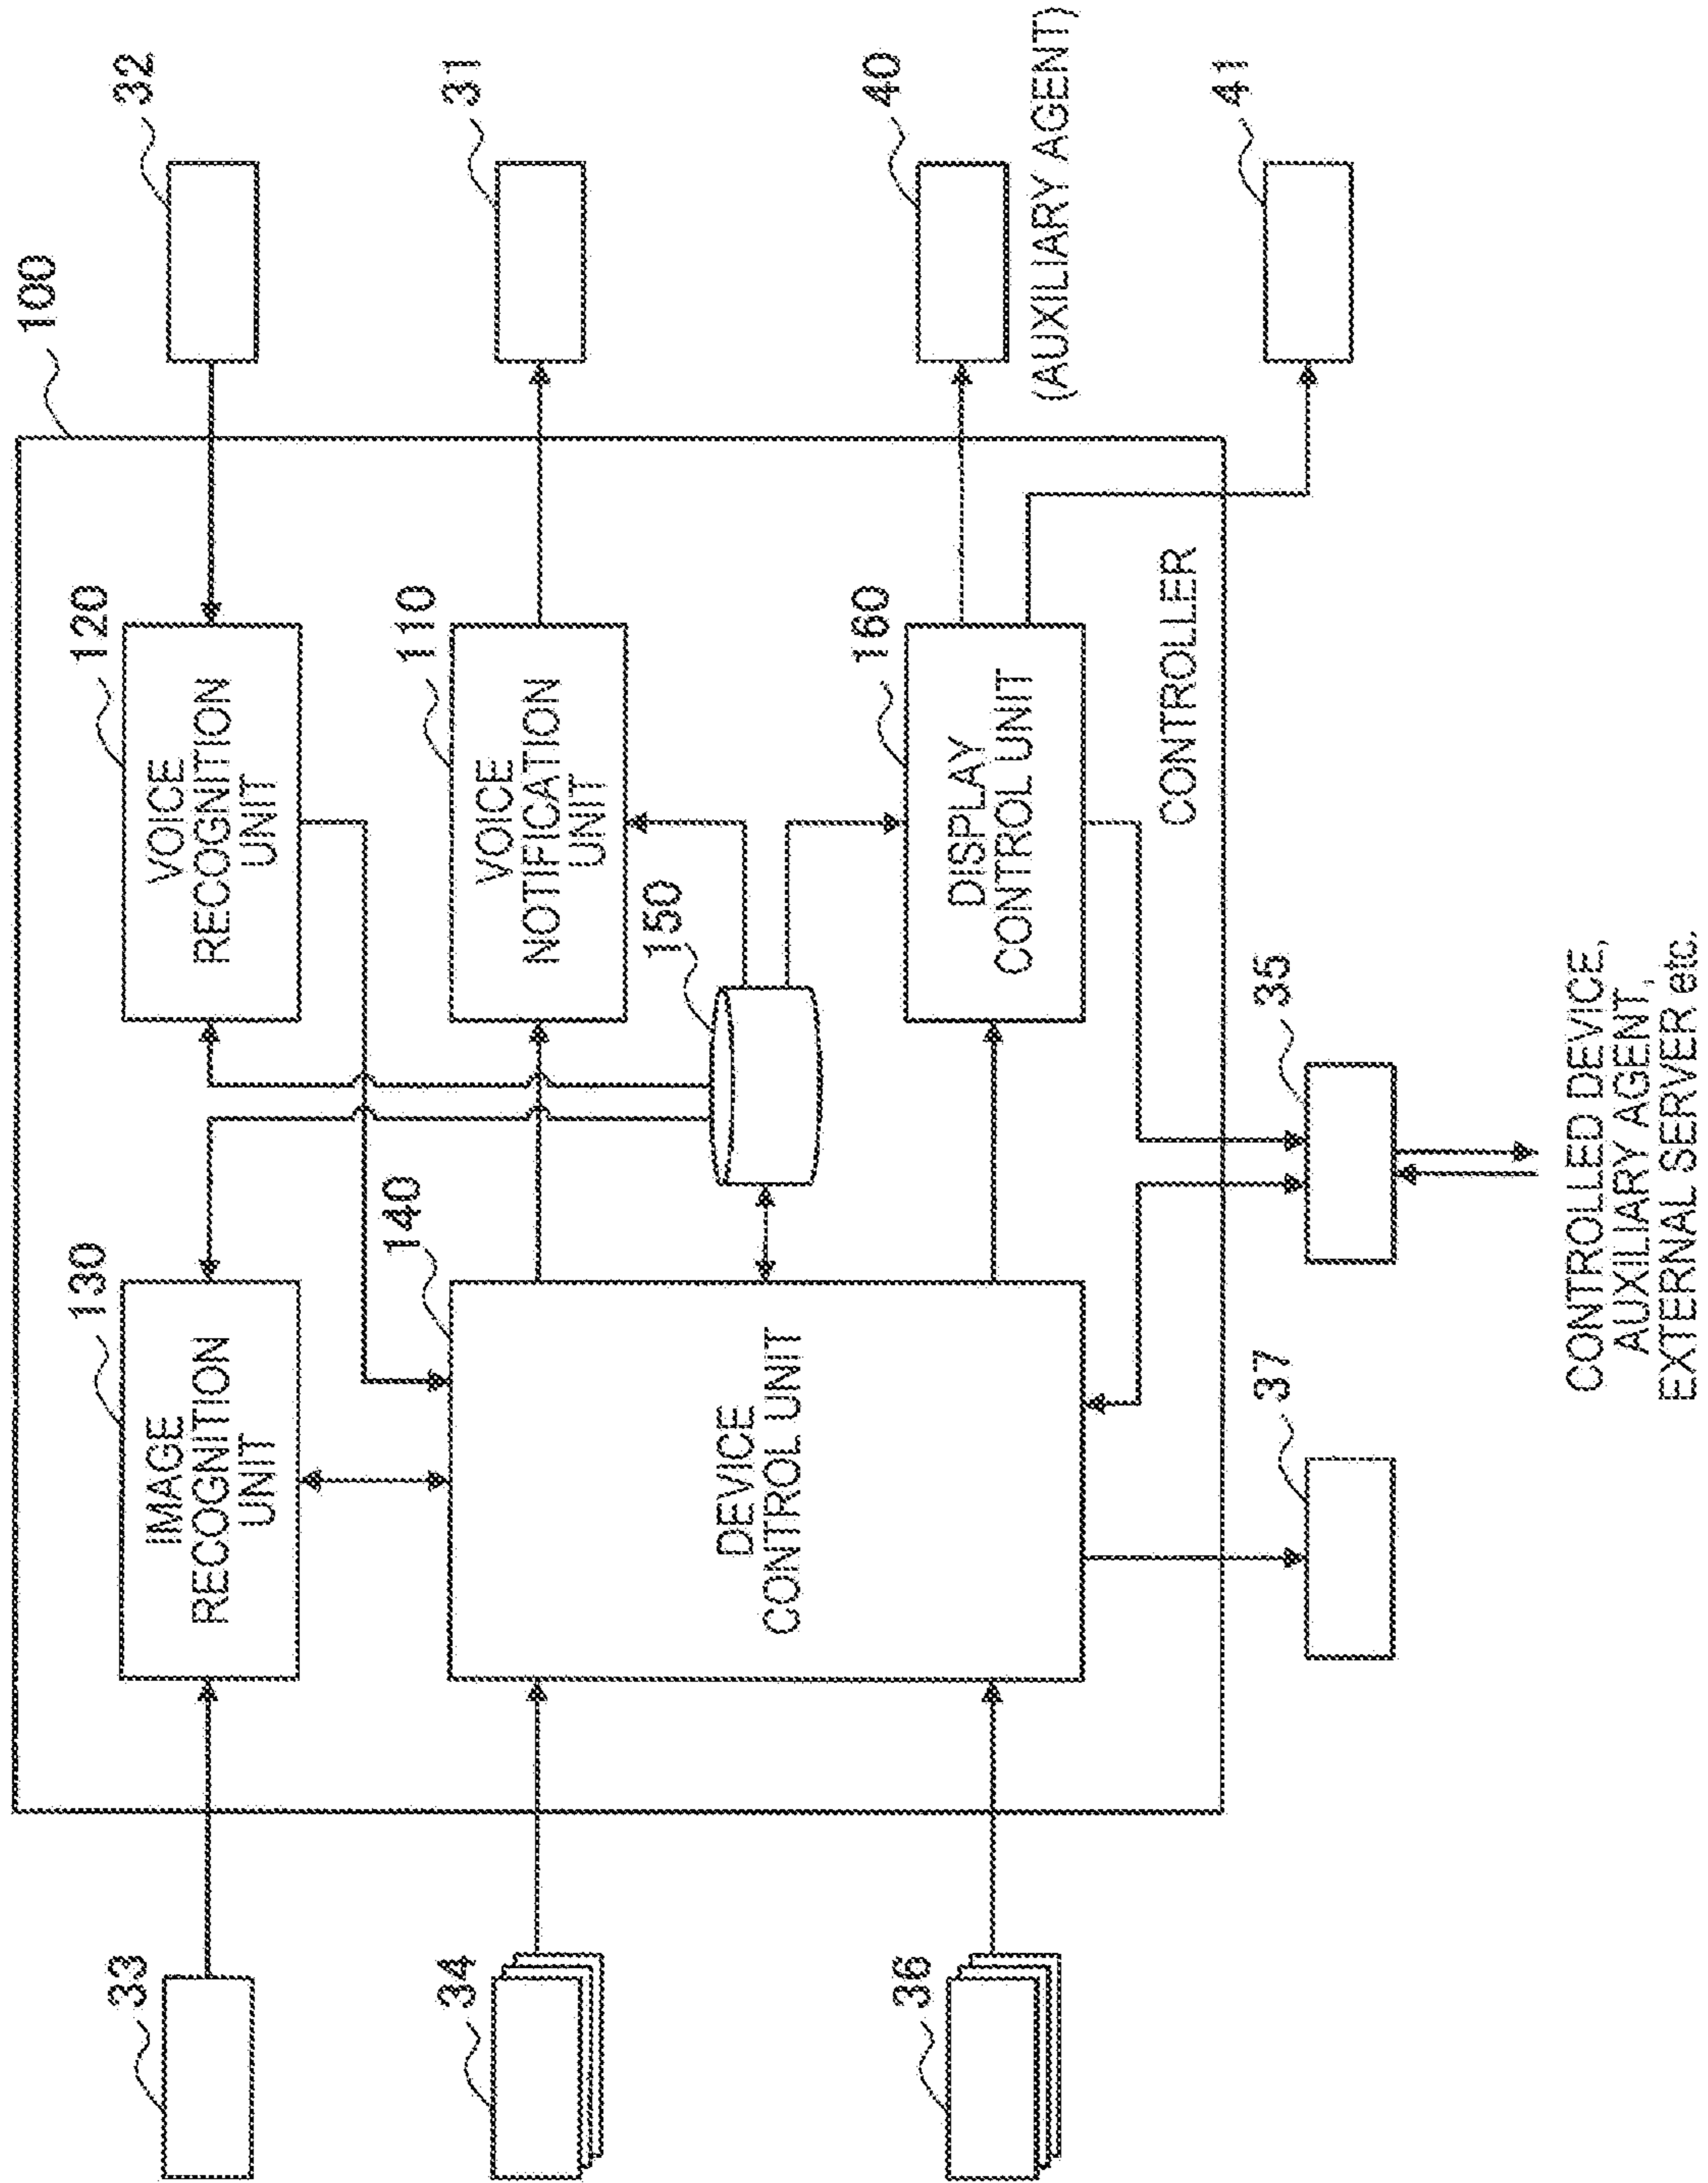 100
33
130
IMAGE
RECOGNITION
UNIT
120
VOICE
RECOGNITION
UNIT
32
34
140
DEVICE
CONTROL UNIT
110
VOICE
NOTIFICATION
UNIT
31
150
36
160
DISPLAY
CONTROL UNIT
40
(AUXILIARY AGENT)
CONTROLLER
41
37
35
CONTROLLED DEVICE,
AUXILIARY AGENT,
EXTERNAL SERVER etc.